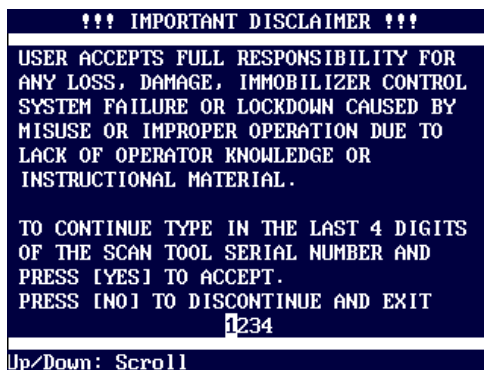 !!! IMPORTANT DISCLAIMER !!!
USER ACCEPTS FULL RESPONSIBILITY FOR
ANY LOSS, DAMAGE, IMMOBILIZER CONTROL
SYSTEM FAILURE OR LOCKDOWN CAUSED BY
MISUSE OR IMPROPER OPERATION DUE TO
LACK OF OPERATOR KNOWLEDGE OR
INSTRUCTIONAL MATERIAL.
TO CONTINUE TYPE IN THE LAST 4 DIGITS
OF THE SCAN TOOL SERIAL NUMBER AND
PRESS [YES] TO ACCEPT.
PRESS [NO] TO DISCONTINUE AND EXIT
1234
Up/Down: Scroll